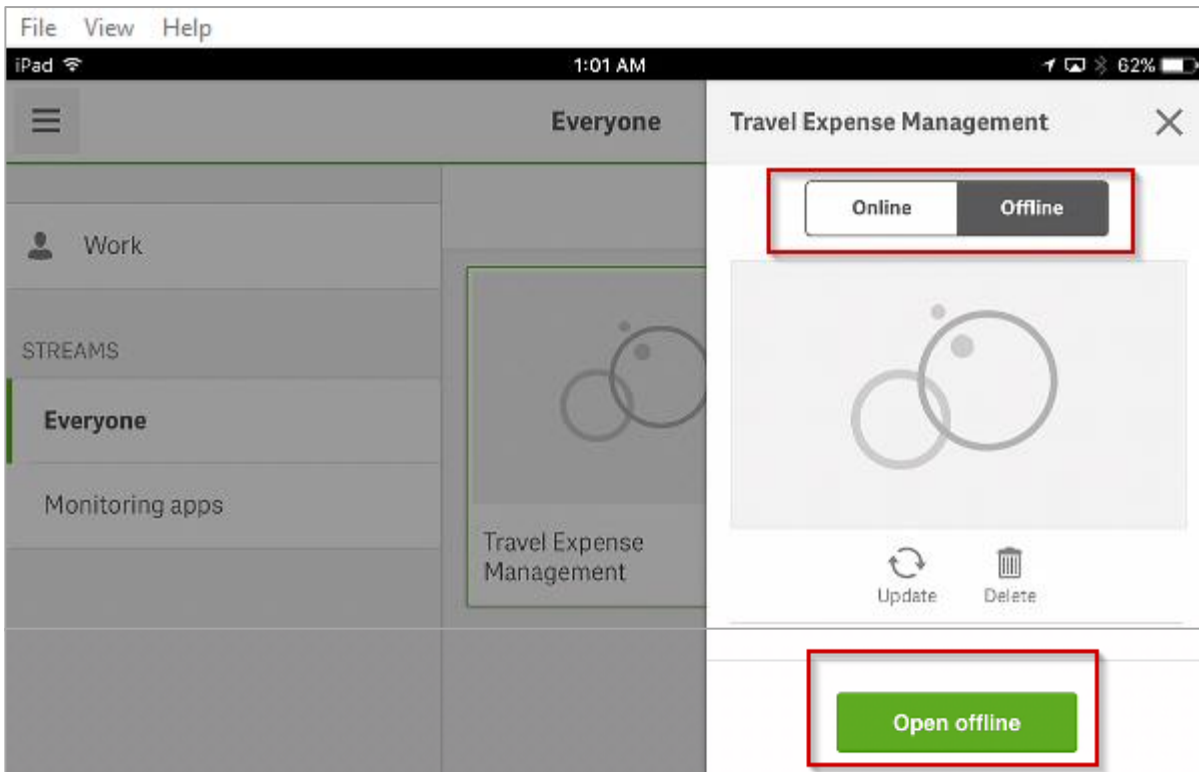 File View Help
iPad 1:01 AM 62%
Everyone
Travel Expense Management
Online Offline
Work
STREAMS
Everyone
Monitoring apps
Travel Expense
Management
Update Delete
Open offline